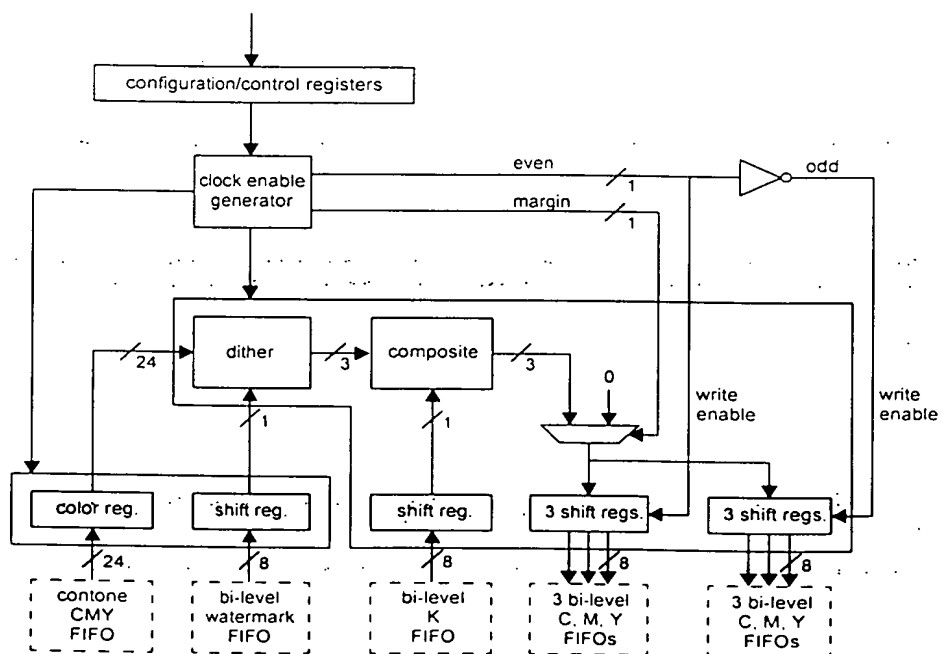 configuration/control registers
even
odd
1
clock enable
generator
margin
1
24
dither
3
composite
3
0
1
1
write
enable
write
enable
color reg.
shift reg.
shift reg.
3 shift regs.
3 shift regs.
24
8
8
8
8
contone
CMY
FIFO
bi-level
watermark
FIFO
bi-level
K
FIFO
3 bi-level
C, M, Y
FIFOs
3 bi-level
C, M, Y
FIFOs